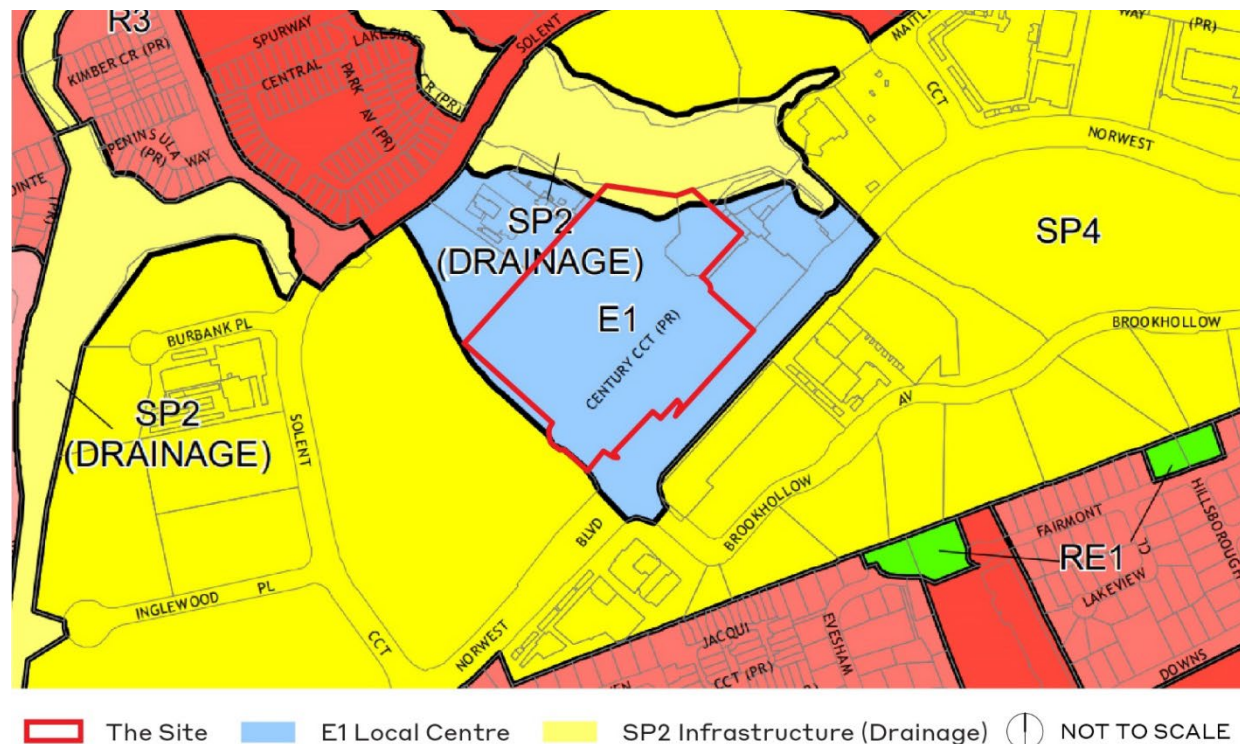 R3
SPURWAY
LAKESIDE
SOLENT
MAITL
WAY
(PR)
KIMBER CR (PR)
CENTRAL
PARK
AV (PR)
CR (PR)
CCT
NORWEST
PENINSULA
WAY
(PR)
OINTE
(PR)
SP2
(DRAINAGE)
SP4
E1
BURBANK PL
CENTURY CCT (PR)
BROOKHOLLOW
AV
SP2
(DRAINAGE)
SOLENT
HILLSBOROUGH
FAIRMONT
CL
BLVD
BROOKHOLLOW
RE1
LAKEVIEW
INGLEWOOD PL
CCT
NORWEST
JACQUI
EVESHAM
CCT (PR)
DOWNS
The Site
E1 Local Centre
SP2 Infrastructure (Drainage)
NOT TO SCALE